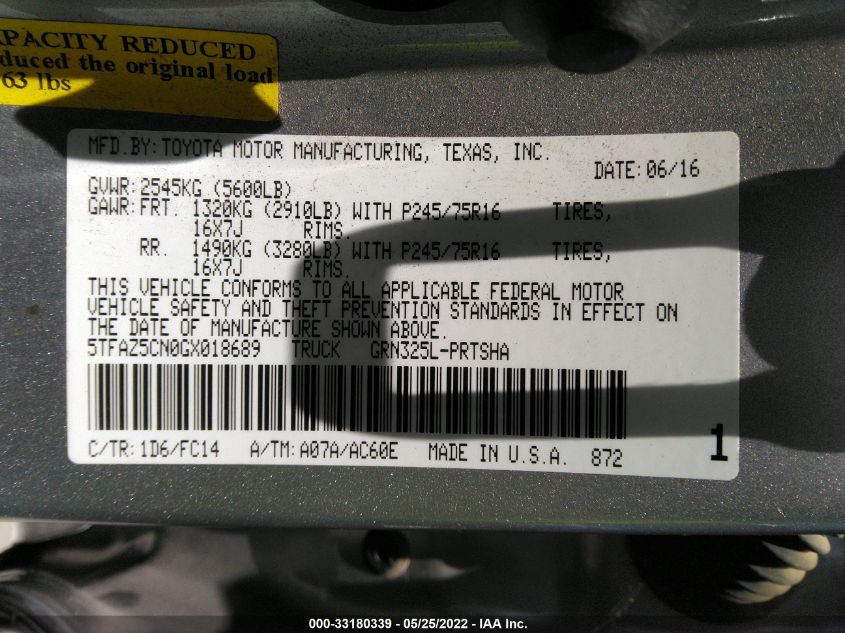 CAPACITY REDUCED
reduced the original load
63 lbs
MFD.BY: TOYOTA MOTOR MANUFACTURING, TEXAS, INC.
DATE: 06/16
GVWR: 2545KG (5600LB)
GAWR: FRT. 1320KG (2910LB) WITH P245/75R16 TIRES,
16X7J RIMS.
RR. 1490KG (3280LB) WITH P245/75R16 TIRES,
16X7J RIMS.
THIS VEHICLE CONFORMS TO ALL APPLICABLE FEDERAL MOTOR
VEHICLE SAFETY AND THEFT PREVENTION STANDARDS IN EFFECT ON
THE DATE OF MANUFACTURE SHOWN ABOVE.
5TFAZ5CN0GX018689 TRUCK GRN325L-PRTSHA
C/TR: 1D6/FC14 A/TM: A07A/AC60E MADE IN U.S.A. 872
1
000-33180339 - 05/25/2022 - IAA Inc.